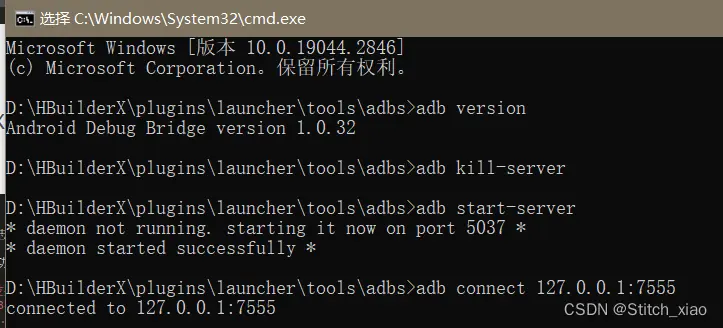 选择 C:\Windows\System32\cmd.exe
Microsoft Windows [版本 10.0.19044.2846]
(c) Microsoft Corporation。保留所有权利。
D:\HBuilderX\plugins\launcher\tools\adbs>adb version
Android Debug Bridge version 1.0.32
D:\HBuilderX\plugins\launcher\tools\adbs>adb kill-server
D:\HBuilderX\plugins\launcher\tools\adbs>adb start-server
* daemon not running. starting it now on port 5037 *
* daemon started successfully *
D:\HBuilderX\plugins\launcher\tools\adbs>adb connect 127.0.0.1:7555
connected to 127.0.0.1:7555
CSDN @Stitch_xiao